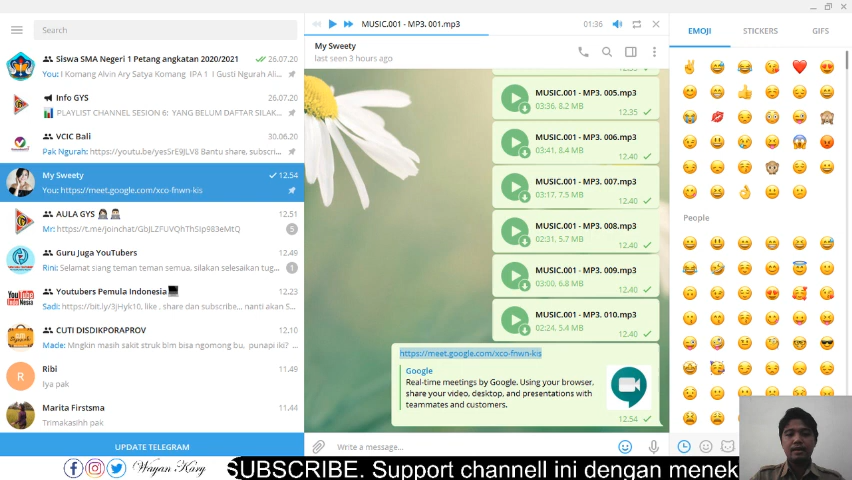 MUSIC.001 - MP3. 001.mp3
01:36
Search
Siswa SMA Negeri 1 Petang angkatan 2020/2021
26.07.20
You: I Komang Alvin Ary Satya Komang IPA 1 I Gusti Ngurah Ali...
Info GYS
26.07.20
PLAYLIST CHANNEL SESION 6: YANG BELUM DAFTAR SILAK...
VCIC Bali
30.06.20
Pak Ngurah: https://youtu.be/yesSrE9JLV8 Bantu share, subscri...
My Sweety
12.54
You: https://meet.google.com/xco-fnwn-kis
AULA GYS
12.51
Mr: https://t.me/joinchat/GbJLZFUVQhThSIp983eMtQ
5
Guru Juga YouTubers
12.49
Rini: Selamat siang teman teman semua, silakan selesaikan tug...
1
Youtubers Pemula Indonesia
12.23
Sadi: https://bit.ly/3jHyk10, like , share dan subscribe,,, nanti akan S...
CUTI DISDIKPORAPROV
12.10
Made: Mngkin masih salot struk blm bisa ngomong bu. punapi iki? ...
R
Ribi
11.49
Iya pak
Marita Firstsma
11.44
Trimakasihh pak
UPDATE TELEGRAM
My Sweety
last seen 3 hours ago
MUSIC.001 - MP3. 005.mp3
03:36, 8.2 MB
12.35
MUSIC.001 - MP3. 006.mp3
03:41, 8.4 MB
12.40
MUSIC.001 - MP3. 007.mp3
03:17, 7.5 MB
12.40
MUSIC.001 - MP3. 008.mp3
02:31, 5.7 MB
12.40
MUSIC.001 - MP3. 009.mp3
03:00, 6.8 MB
12.40
MUSIC.001 - MP3. 010.mp3
02:24, 5.4 MB
12.40
https://meet.google.com/xco-fnwn-kis
Google
Real-time meetings by Google. Using your browser,
share your video, desktop, and presentations with
teammates and customers.
12.54
Write a message...
EMOJI
STICKERS
GIFS
People
Wayan Kary
SUBSCRIBE. Support channell ini dengan menek